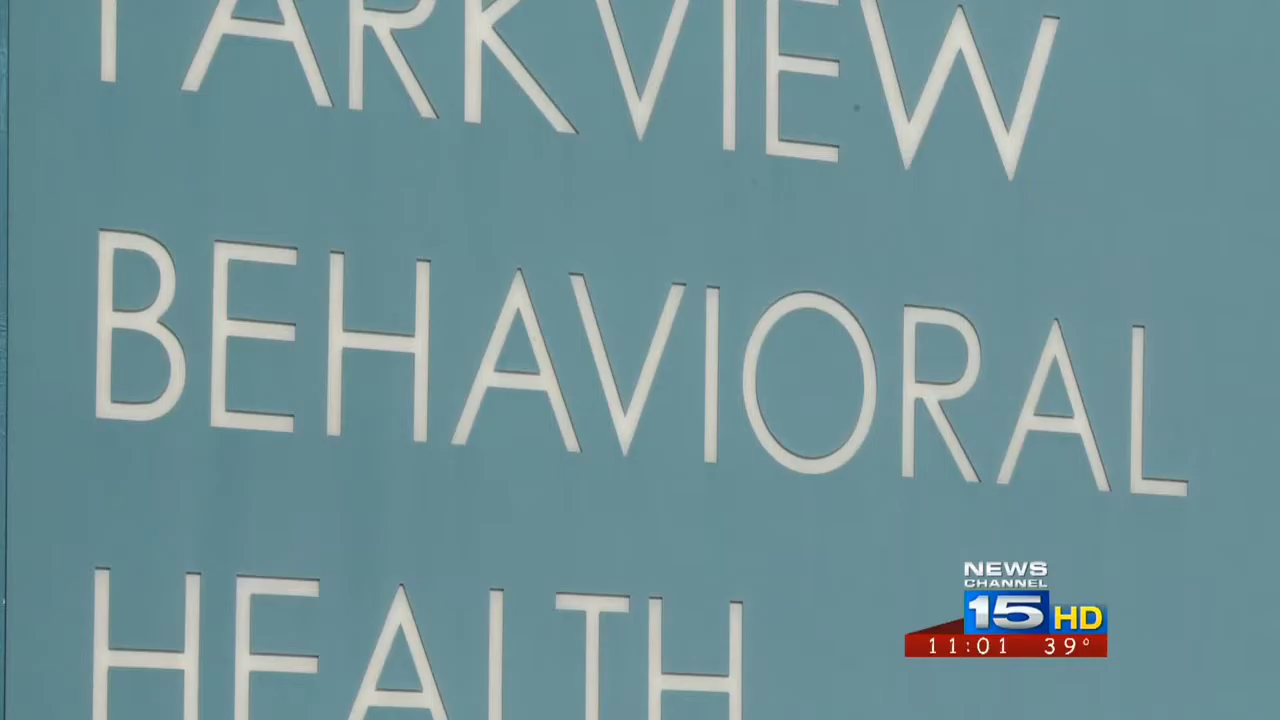 PARKVIEW
BEHAVIORAL
HEALTH
NEWS
CHANNEL
15 HD
11:01 39°